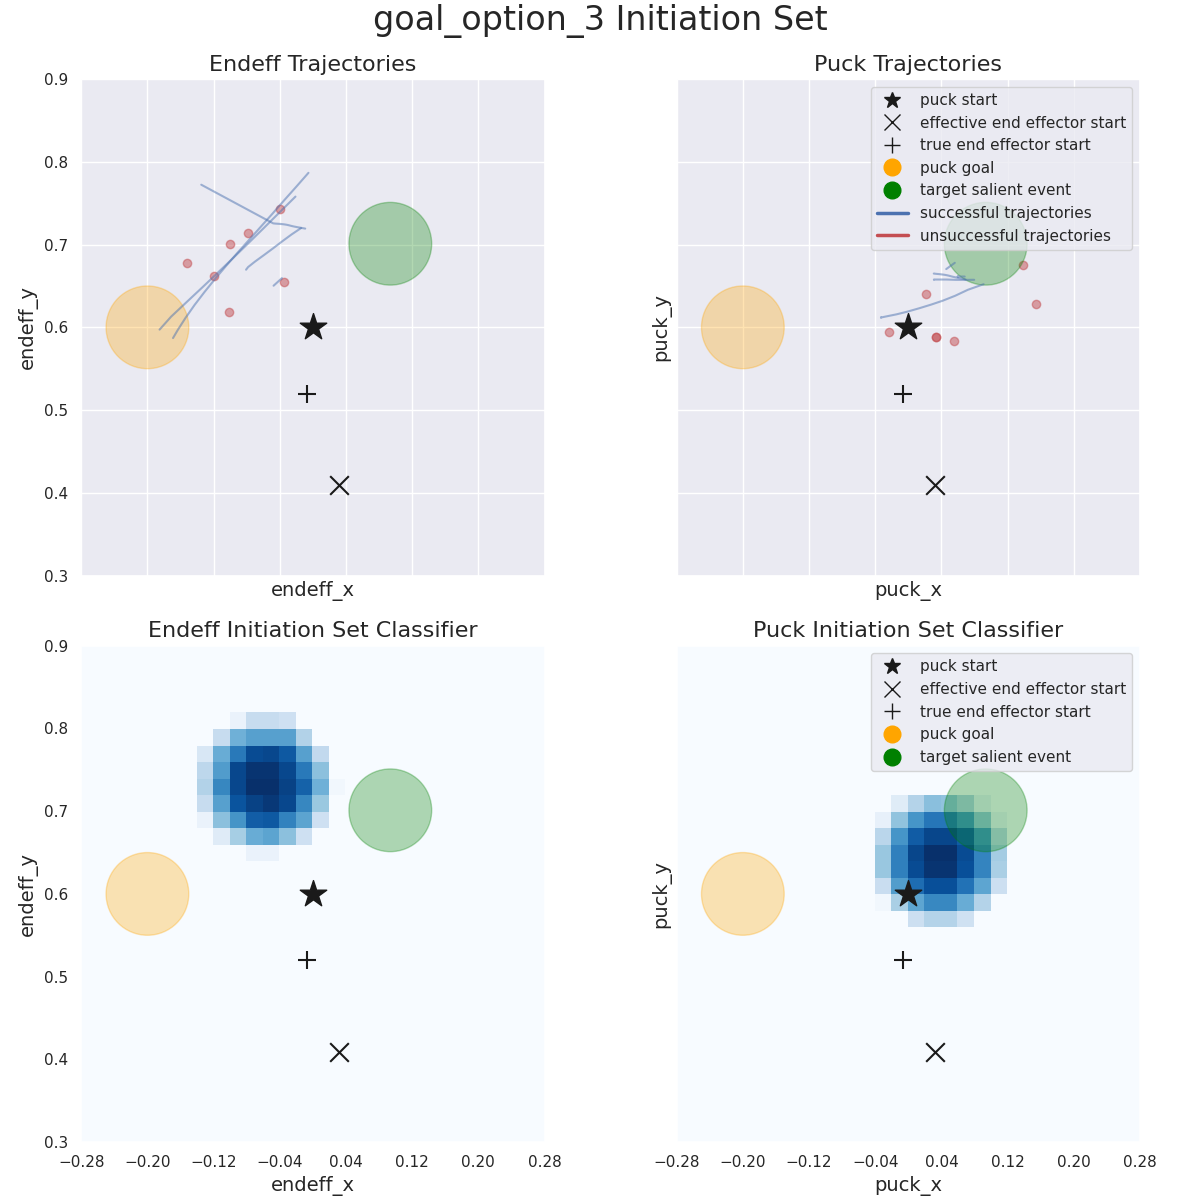 goal_option_3 Initiation Set
Endeff Trajectories
0.9
0.8
0.7
0.6
0.5
0.4
0.3
endeff_y
endeff_x
Puck Trajectories
puck start
effective end effector start
true end effector start
puck goal
target salient event
successful trajectories
unsuccessful trajectories
puck_y
puck_x
Endeff Initiation Set Classifier
0.9
0.8
0.7
0.6
0.5
0.4
0.3
endeff_y
−0.28 −0.20 −0.12 −0.04 0.04 0.12 0.20 0.28
endeff_x
Puck Initiation Set Classifier
puck start
effective end effector start
true end effector start
puck goal
target salient event
puck_y
−0.28 −0.20 −0.12 −0.04 0.04 0.12 0.20 0.28
puck_x